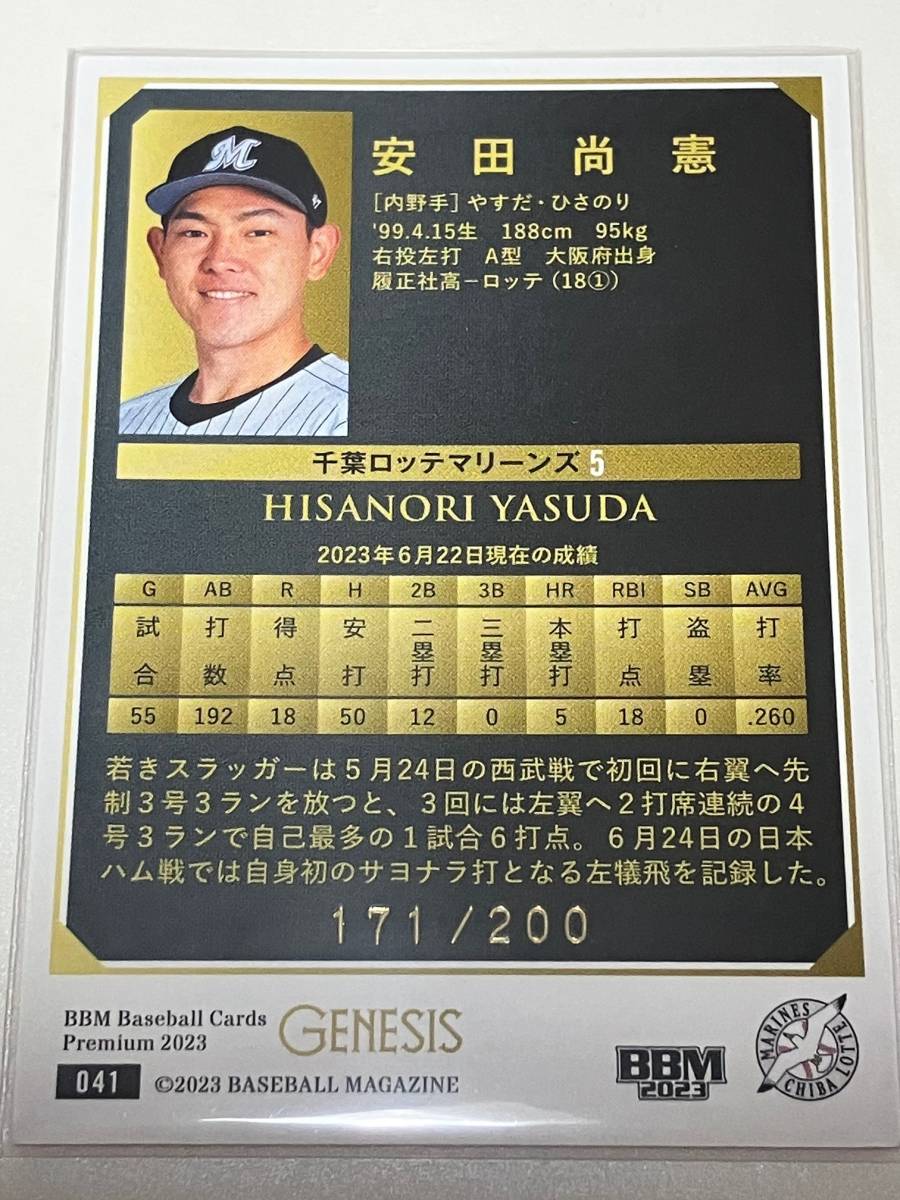 M
安田尚憲
[内野手] やすだ・ひさのり
'99.4.15生 188cm 95kg
右投左打 A型 大阪府出身
履正社高－ロッテ（18①）
千葉ロッテマリーンズ 5
HISANORI YASUDA
2023年6月22日現在の成績
G AB R H 2B 3B HR RBI SB AVG
試合 打数 得点 安打 二塁打 三塁打 本塁打 打点 盗塁 打率
55 192 18 50 12 0 5 18 0 .260
若きスラッガーは５月24日の西武戦で初回に右翼へ先
制３号３ランを放つと、３回には左翼へ２打席連続の４
号３ランで自己最多の１試合６打点。６月24日の日本
ハム戦では自身初のサヨナラ打となる左犠飛を記録した。
171/200
BBM Baseball Cards
Premium 2023
GENESIS
041 ©2023 BASEBALL MAGAZINE
BBM
2023
MARINES
CHIBA LOTTE